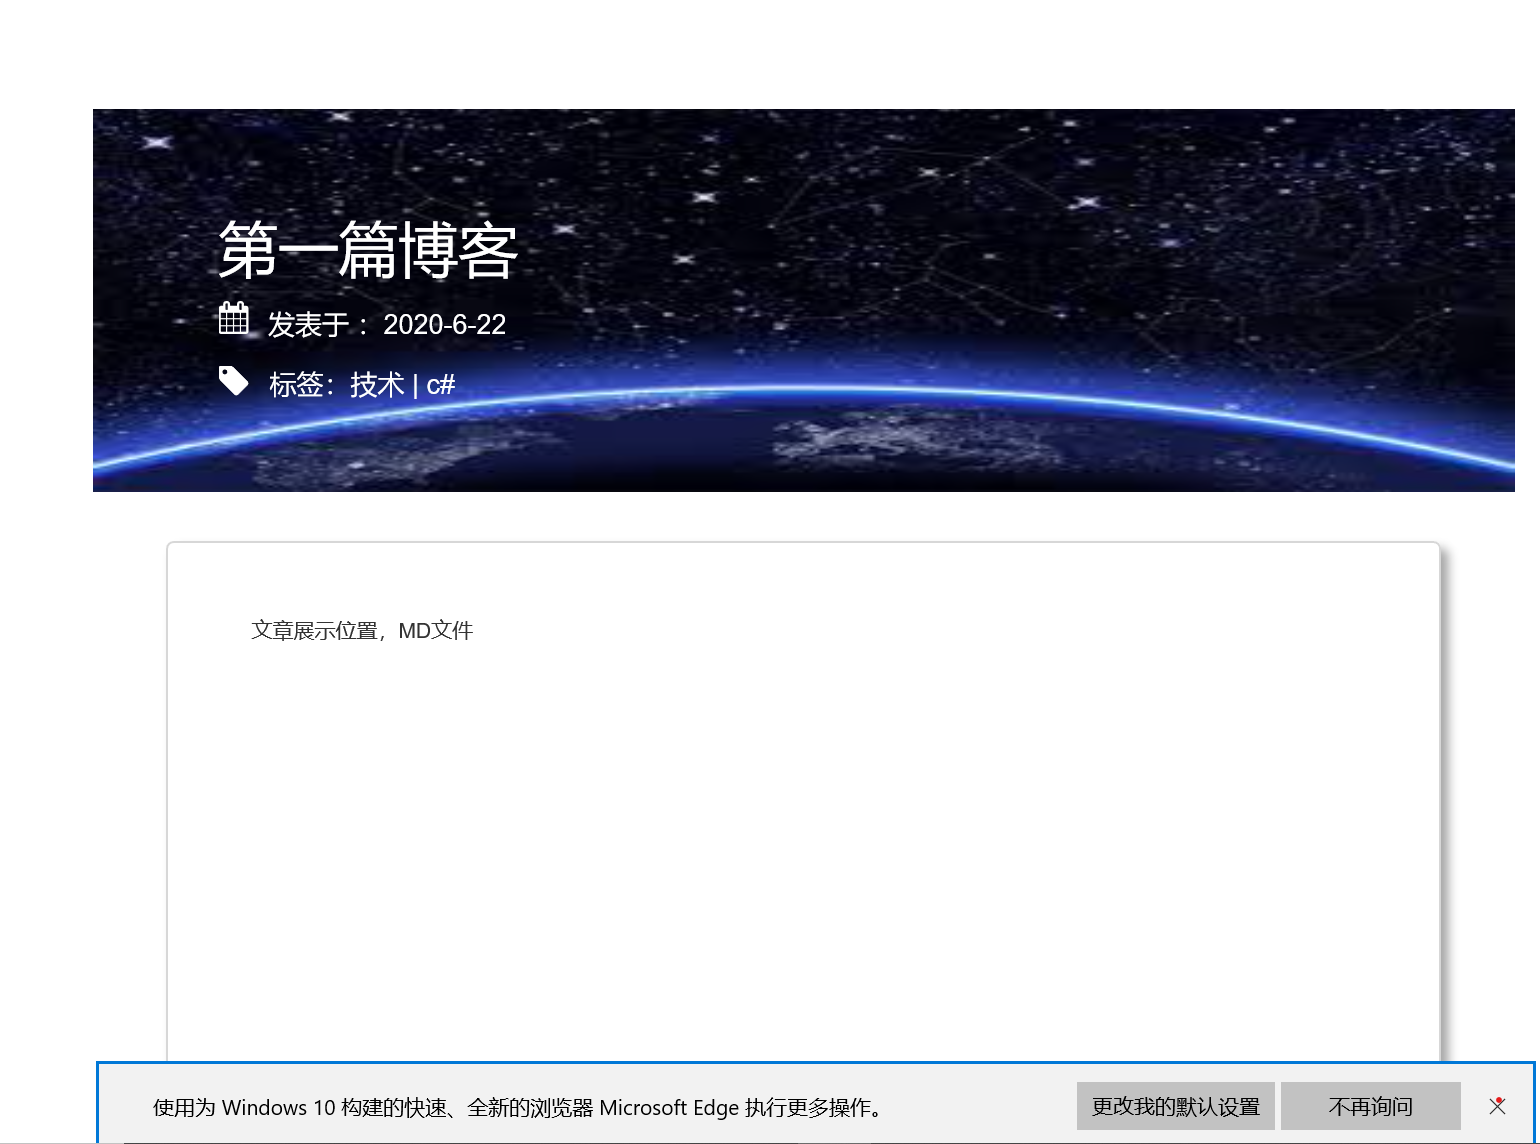 第一篇博客
发表于 : 2020-6-22
标签：技术 | c#
文章展示位置，MD文件
使用为 Windows 10 构建的快速、全新的浏览器 Microsoft Edge 执行更多操作。
更改我的默认设置
不再询问